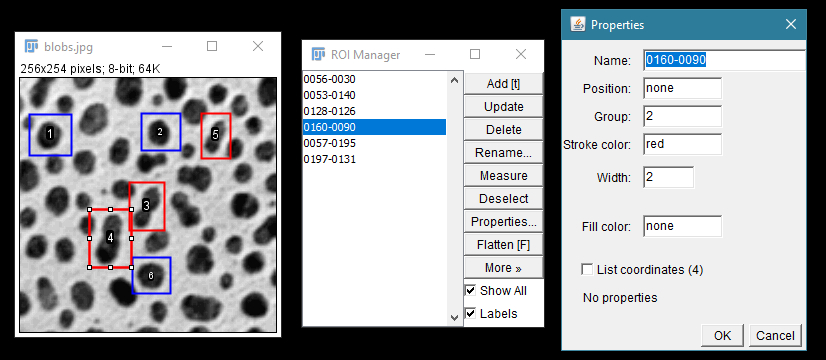 blobs.jpg
256x254 pixels; 8-bit; 64K
1
2
5
3
4
6
ROI Manager
0056-0030
0053-0140
0128-0126
0160-0090
0057-0195
0197-0131
Add [t]
Update
Delete
Rename...
Measure
Deselect
Properties...
Flatten [F]
More »
Show All
Labels
Properties
Name: 0160-0090
Position: none
Group: 2
Stroke color: red
Width: 2
Fill color: none
List coordinates (4)
No properties
OK Cancel